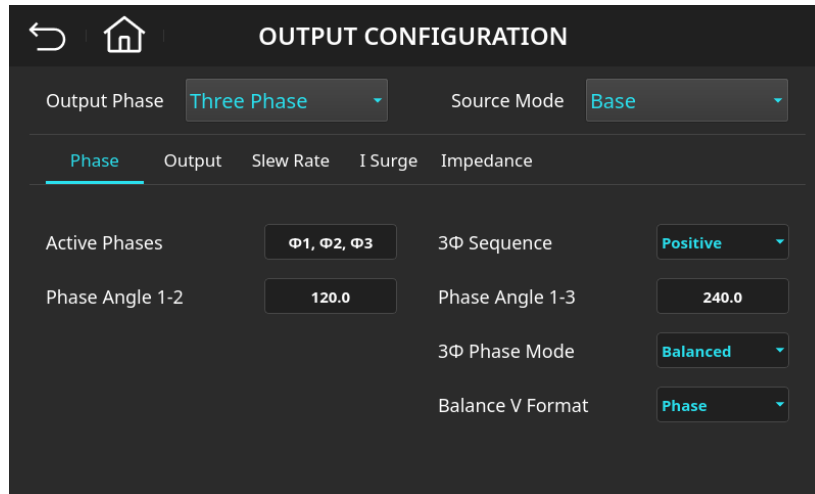 OUTPUT CONFIGURATION
Output Phase Three Phase Source Mode Base
Phase Output Slew Rate I Surge Impedance
Active Phases Φ1, Φ2, Φ3 3Φ Sequence Positive
Phase Angle 1-2 120.0 Phase Angle 1-3 240.0
3Φ Phase Mode Balanced
Balance V Format Phase